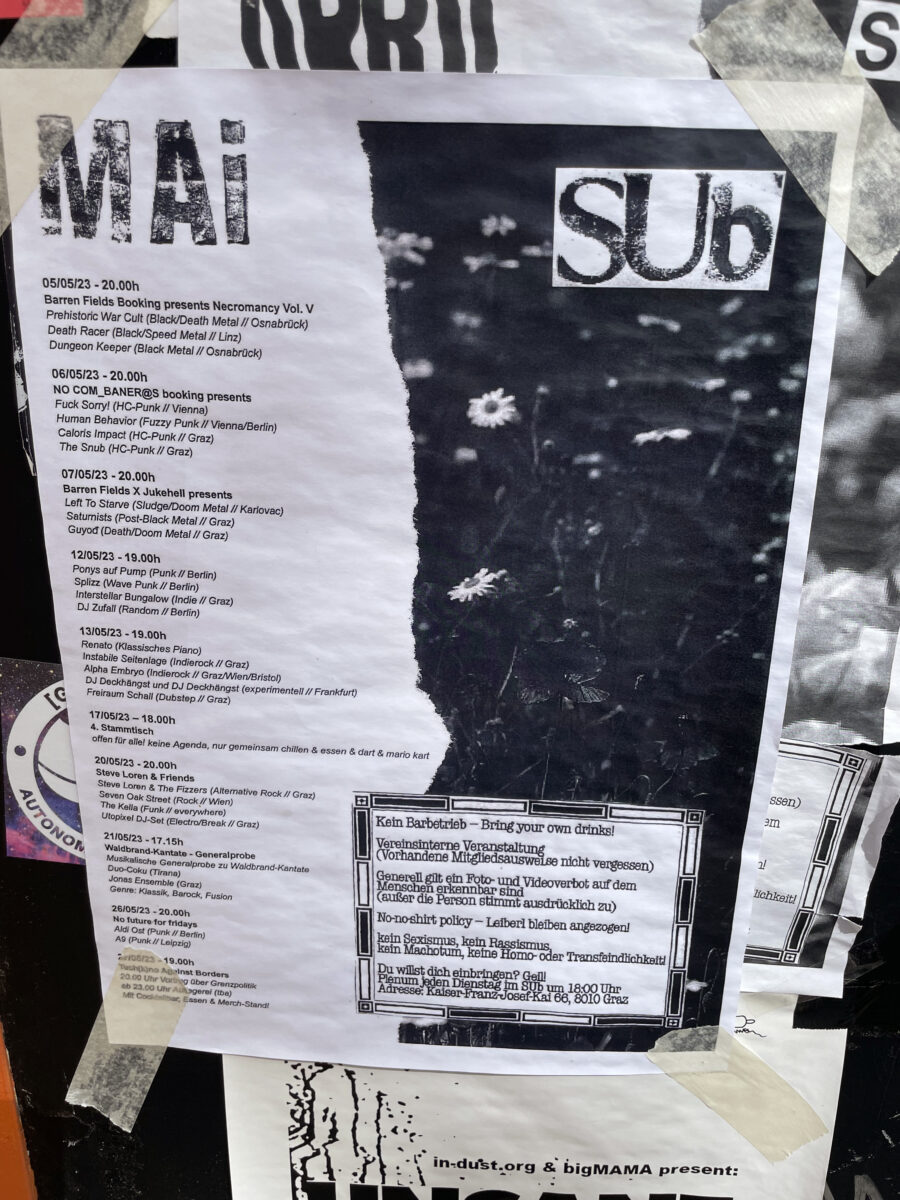 MAi
SUb
05/05/23 - 20.00h
Barren Fields Booking presents Necromancy Vol. V
Prehistoric War Cult (Black/Death Metal // Osnabrück)
Death Racer (Black/Speed Metal // Linz)
Dungeon Keeper (Black Metal // Osnabrück)
06/05/23 - 20.00h
NO COM_BANER@S booking presents
Fuck Sorry! (HC-Punk // Vienna)
Human Behavior (Fuzzy Punk // Vienna/Berlin)
Caloris Impact (HC-Punk // Graz)
The Snub (HC-Punk // Graz)
07/05/23 - 20.00h
Barren Fields X Jukehell presents
Left To Starve (Sludge/Doom Metal // Karlovac)
Saturnists (Post-Black Metal // Graz)
Guyođ (Death/Doom Metal // Graz)
12/05/23 - 19.00h
Ponys auf Pump (Punk // Berlin)
Splizz (Wave Punk // Berlin)
Interstellar Bungalow (Indie // Graz)
DJ Zufall (Random // Berlin)
13/05/23 - 19.00h
Renato (Klassisches Piano)
Instabile Seitenlage (Indierock // Graz)
Alpha Embryo (Indierock // Graz/Wien/Bristol)
DJ Deckhängst und DJ Deckhängst (experimentell // Frankfurt)
Freiraum Schall (Dubstep // Graz)
17/05/23 – 18.00h
4. Stammtisch
offen für alle! keine Agenda, nur gemeinsam chillen & essen & dart & mario kart
20/05/23 - 20.00h
Steve Loren & Friends
Steve Loren & The Fizzers (Alternative Rock // Graz)
Seven Oak Street (Rock // Wien)
The Kella (Funk // everywhere)
Utopixel DJ-Set (Electro/Break // Graz)
21/05/23 - 17.15h
Waldbrand-Kantate - Generalprobe
Musikalische Generalprobe zu Waldbrand-Kantate
Duo-Coku (Tirana)
Jonas Ensemble (Graz)
Genre: Klassik, Barock, Fusion
26/05/23 - 20.00h
No future for fridays
Aldi Ost (Punk // Berlin)
A9 (Punk // Leipzig)
/05/23 - 19.00h
Against Borders
20.00 Uhr Vortrag über Grenzpolitik
ab 23.00 Uhr (tba)
Mit Essen & Merch-Stand!
Kein Barbetrieb – Bring your own drinks!
Vereinsinterne Veranstaltung
(Vorhandene Mitgliedsausweise nicht vergessen)
Generell gilt ein Foto- und Videoverbot auf dem
Menschen erkennbar sind
(außer die Person stimmt ausdrücklich zu)
No-no-shirt policy – Leiberl bleiben angezogen!
kein Sexismus, kein Rassismus,
kein Machotum, keine Homo- oder Transfeindlichkeit!
Du willst dich einbringen? Geil!
Plenum jeden Dienstag im SUb um 18:00 Uhr
Adresse: Kaiser-Franz-Josef-Kai 66, 8010 Graz
AUTONOM
in-dust.org & bigMAMA present: